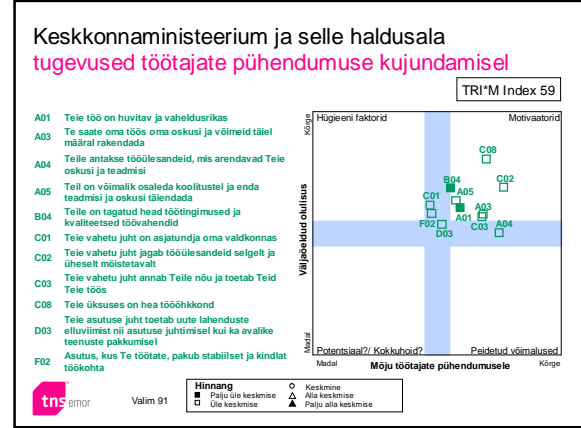 Keskkonnaministeerium ja selle haldusala
tugevused töötajate pühendumuse kujundamisel
TRI*M Index 59
A01 Teie töö on huvitav ja vaheldusrikas
A03 Te saate oma töös oma oskusi ja võimeid täiel
määral rakendada
A04 Teile antakse tööülesandeid, mis arendavad Teie
oskusi ja teadmisi
A05 Teil on võimalik osaleda koolitustel ja enda
teadmisi ja oskusi täiendada
B04 Teile on tagatud head töötingimused ja
kvaliteetsed töövahendid
C01 Teie vahetu juht on asjatundja oma valdkonnas
C02 Teie vahetu juht jagab tööülesandeid selgelt ja
üheselt mõistetavalt
C03 Teie vahetu juht annab Teile nõu ja toetab Teid
Teie töös
C08 Teie üksuses on hea töööhkkond
D03 Teie asutuse juht toetab uute lahenduste
elluviimist nii asutuse juhtimisel kui ka avalike
teenuste pakkumisel
F02 Asutus, kus Te töötate, pakub stabiilset ja kindlat
töökohta
Kõrge
Hügieeni faktorid
Motivaatorid
C08
B04
C02
C01
A05
A03
F02
A01
C03
A04
D03
Väljaöeldud olulisus
Madal
Potentsiaal?/ Kokkuhoid?
Peidetud võimalused
Madal
Mõju töötajate pühendumusele
Kõrge
tns emor
Valim 91
Hinnang
Palju üle keskmise
Üle keskmise
Keskmine
Alla keskmise
Palju alla keskmise